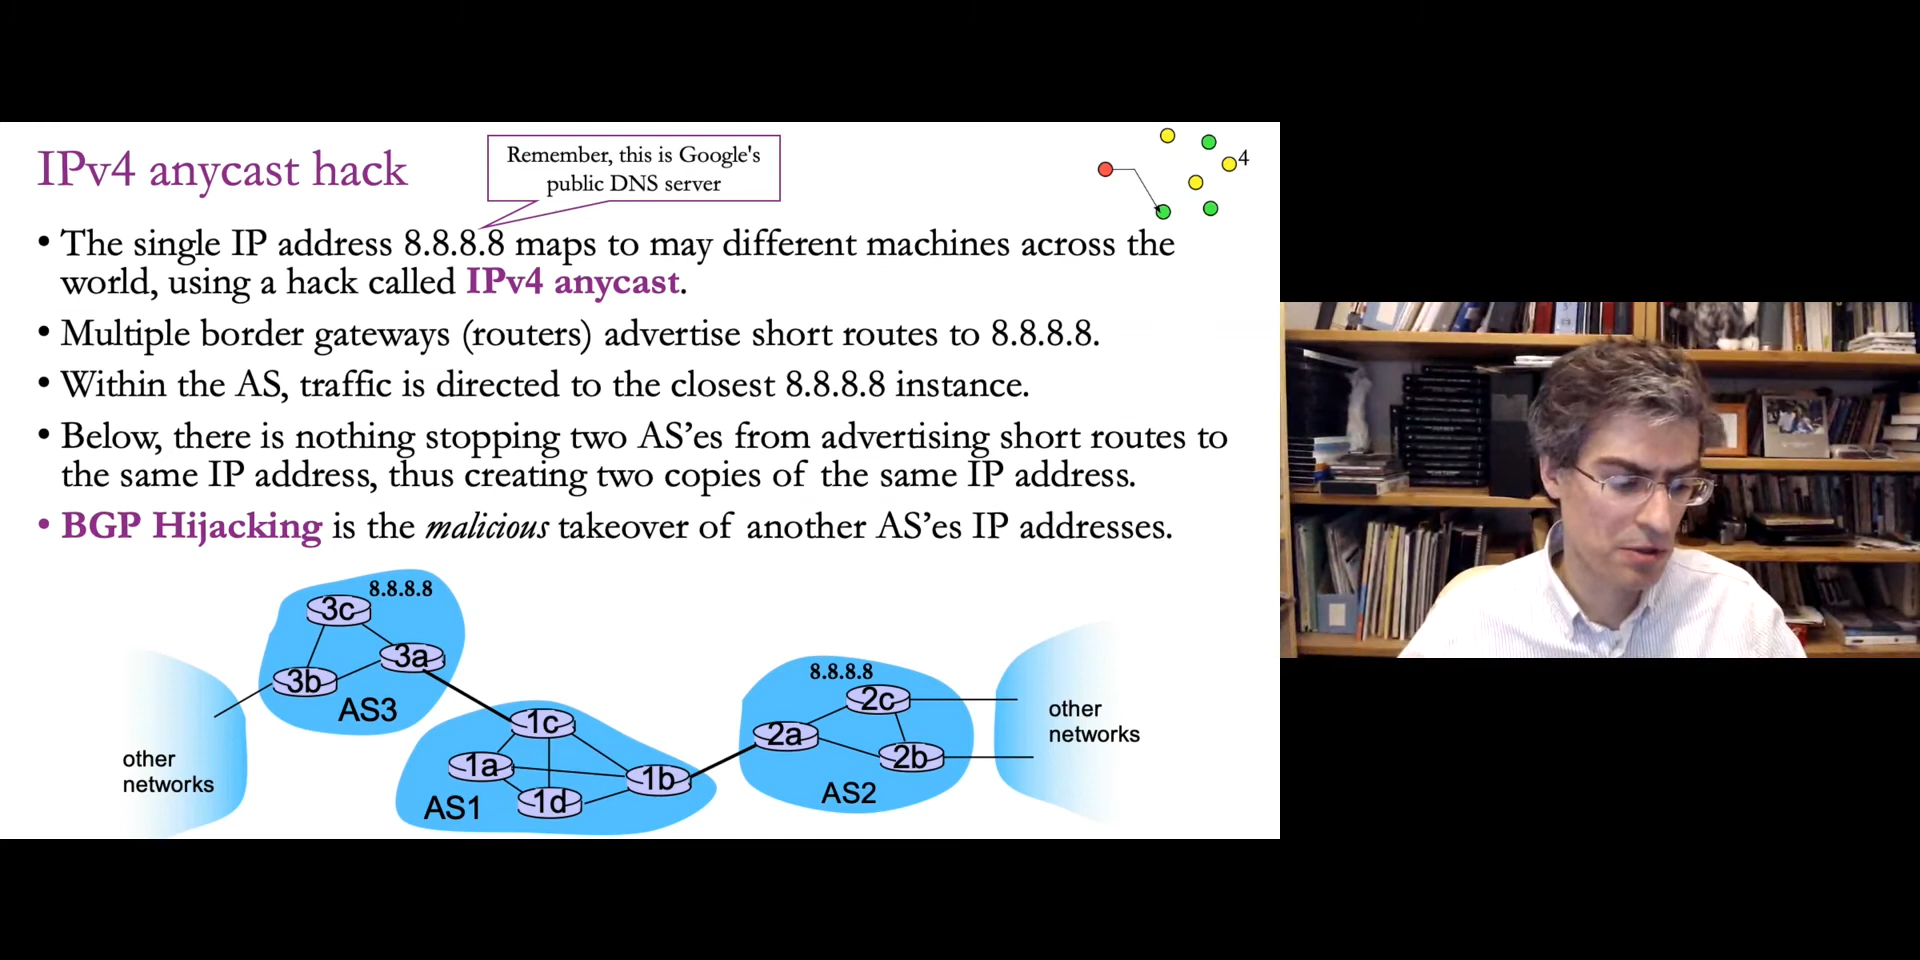 IPv4 anycast hack
Remember, this is Google's
public DNS server
4
• The single IP address 8.8.8.8 maps to may different machines across the
world, using a hack called IPv4 anycast.
• Multiple border gateways (routers) advertise short routes to 8.8.8.8.
• Within the AS, traffic is directed to the closest 8.8.8.8 instance.
• Below, there is nothing stopping two AS’es from advertising short routes to
the same IP address, thus creating two copies of the same IP address.
• BGP Hijacking is the malicious takeover of another AS’es IP addresses.
8.8.8.8
3c
3a
3b
AS3
other
networks
1c
1a
1b
1d
AS1
8.8.8.8
2c
2a
2b
AS2
other
networks